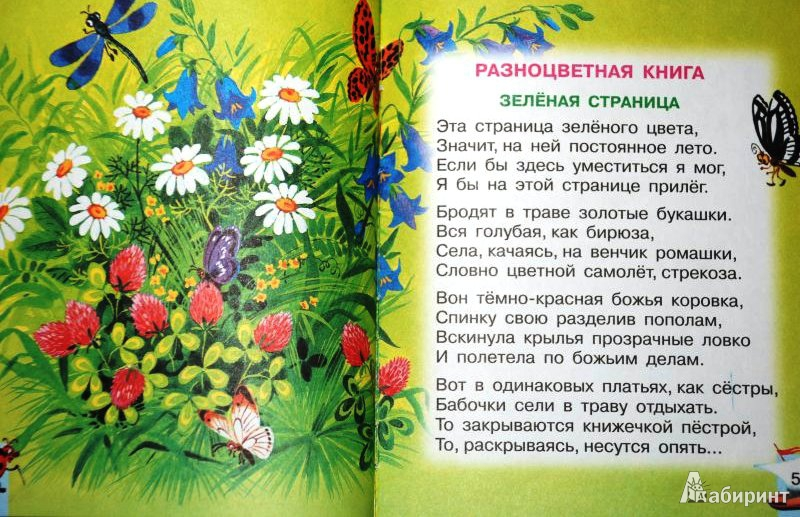 РАЗНОЦВЕТНАЯ КНИГА
ЗЕЛЁНАЯ СТРАНИЦА
Эта страница зелёного цвета,
Значит, на ней постоянное лето.
Если бы здесь уместиться я мог,
Я бы на этой странице прилёг.
Бродят в траве золотые букашки.
Вся голубая, как бирюза,
Села, качаясь, на венчик ромашки,
Словно цветной самолёт, стрекоза.
Вон тёмно-красная божья коровка,
Спинку свою разделив пополам,
Вскинула крылья прозрачные ловко
И полетела по божьим делам.
Вот в одинаковых платьях, как сёстры,
Бабочки сели в траву отдыхать.
То закрываются книжечкой пёстрой,
То, раскрываясь, несутся опять...
5
Лабиринт